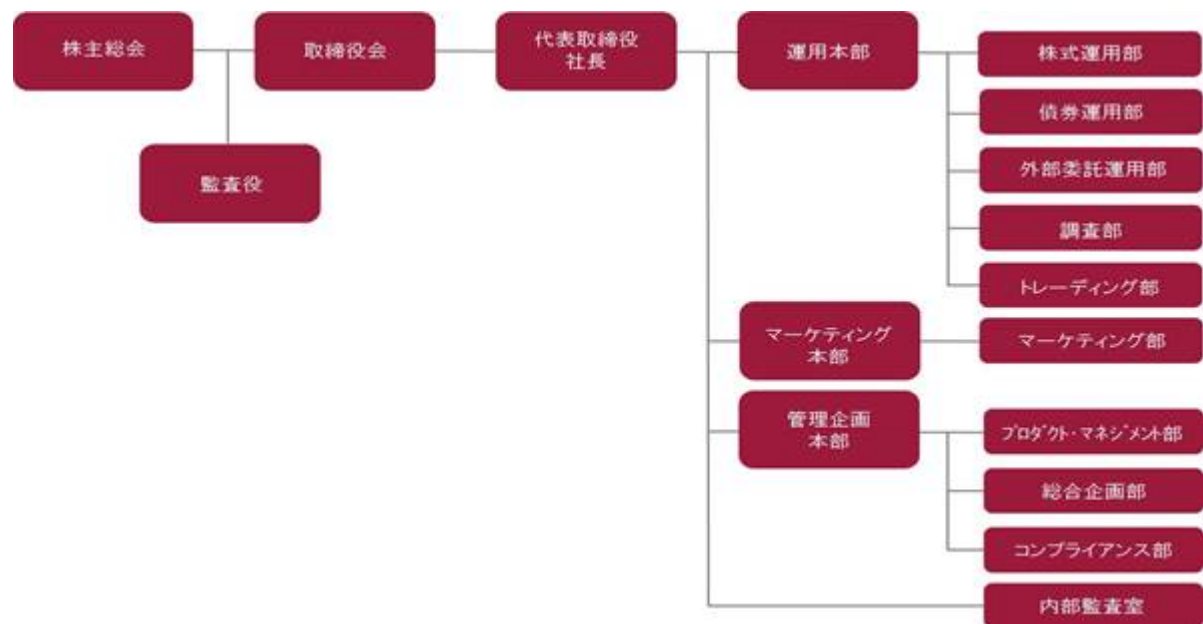 株主総会
取締役会
代表取締役
社長
運用本部
株式運用部
債券運用部
監査役
外部委託運用部
調査部
トレーディング部
マーケティング
本部
マーケティング部
管理企画
本部
プロダクト・マネジメント部
総合企画部
コンプライアンス部
内部監査室